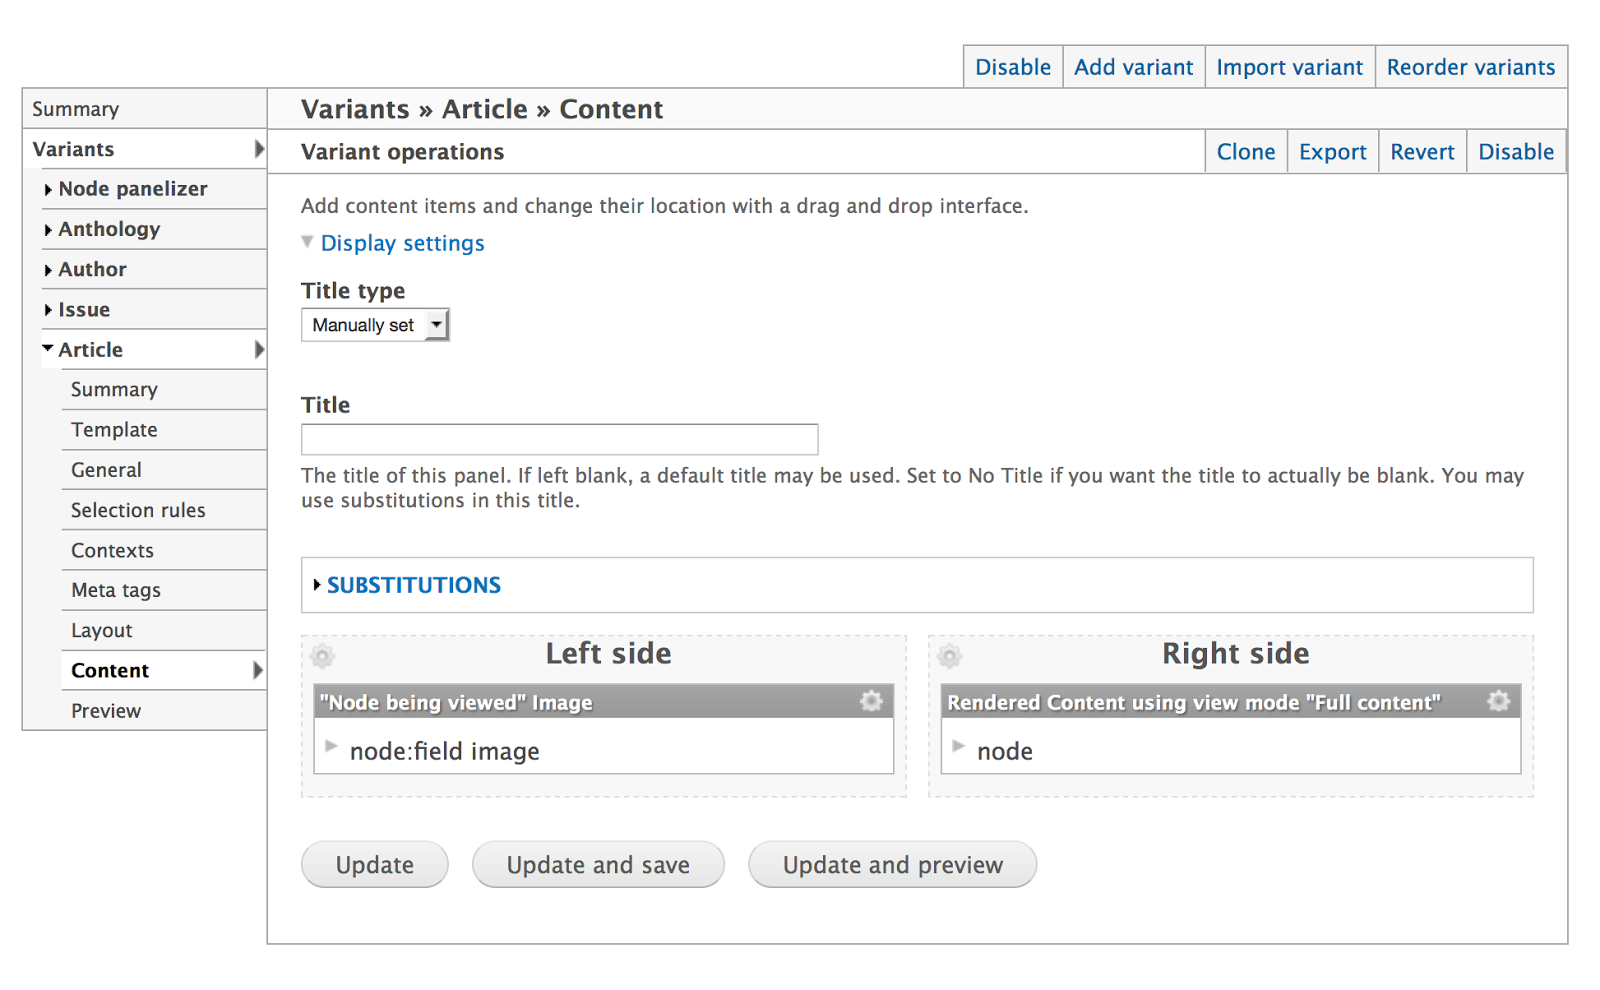 Disable Add variant Import variant Reorder variants
Summary
Variants » Article » Content
Variants
Variant operations
Clone Export Revert Disable
Node panelizer
Anthology
Author
Issue
Article
Summary
Template
General
Selection rules
Contexts
Meta tags
Layout
Content
Preview
Add content items and change their location with a drag and drop interface.
Display settings
Title type
Manually set
Title
The title of this panel. If left blank, a default title may be used. Set to No Title if you want the title to actually be blank. You may
use substitutions in this title.
SUBSTITUTIONS
Left side
"Node being viewed" Image
node:field image
Right side
Rendered Content using view mode "Full content"
node
Update Update and save Update and preview